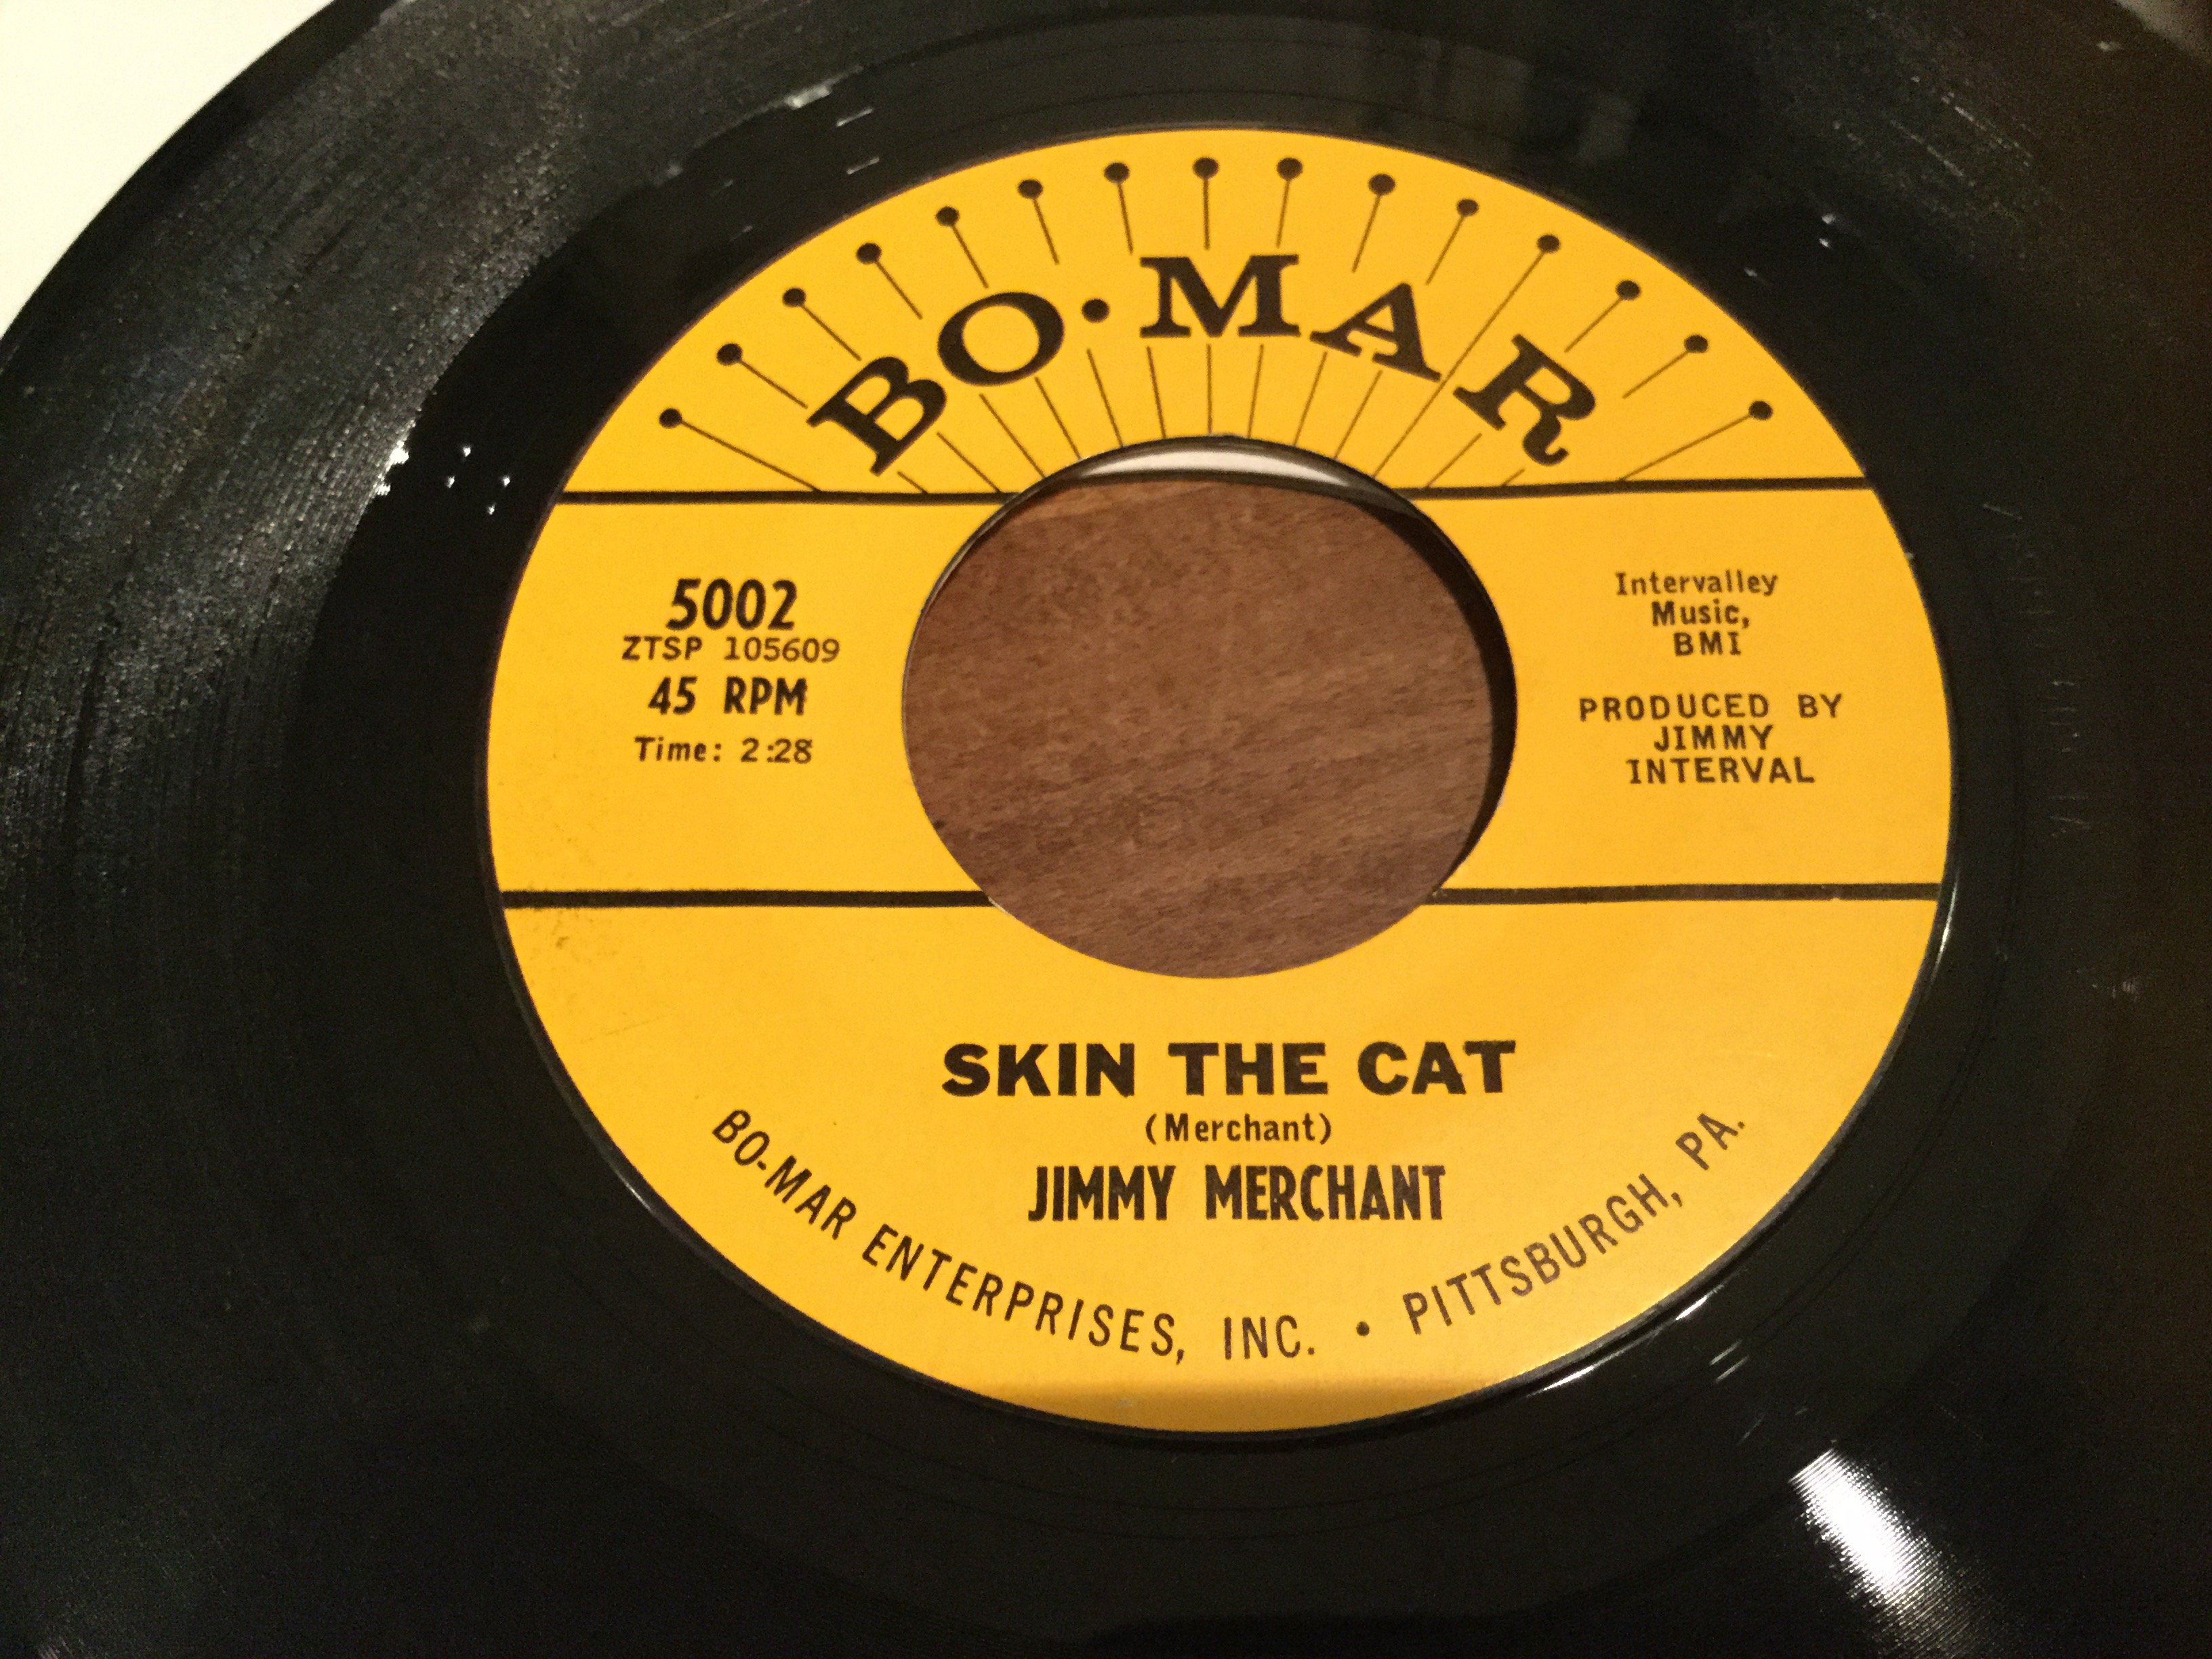 BO·MAR
5002
ZTSP 105609
45 RPM
Time: 2:28
Intervalley
Music,
BMI
PRODUCED BY
JIMMY
INTERVAL
SKIN THE CAT
(Merchant)
JIMMY MERCHANT
BO-MAR ENTERPRISES, INC. • PITTSBURGH, PA.